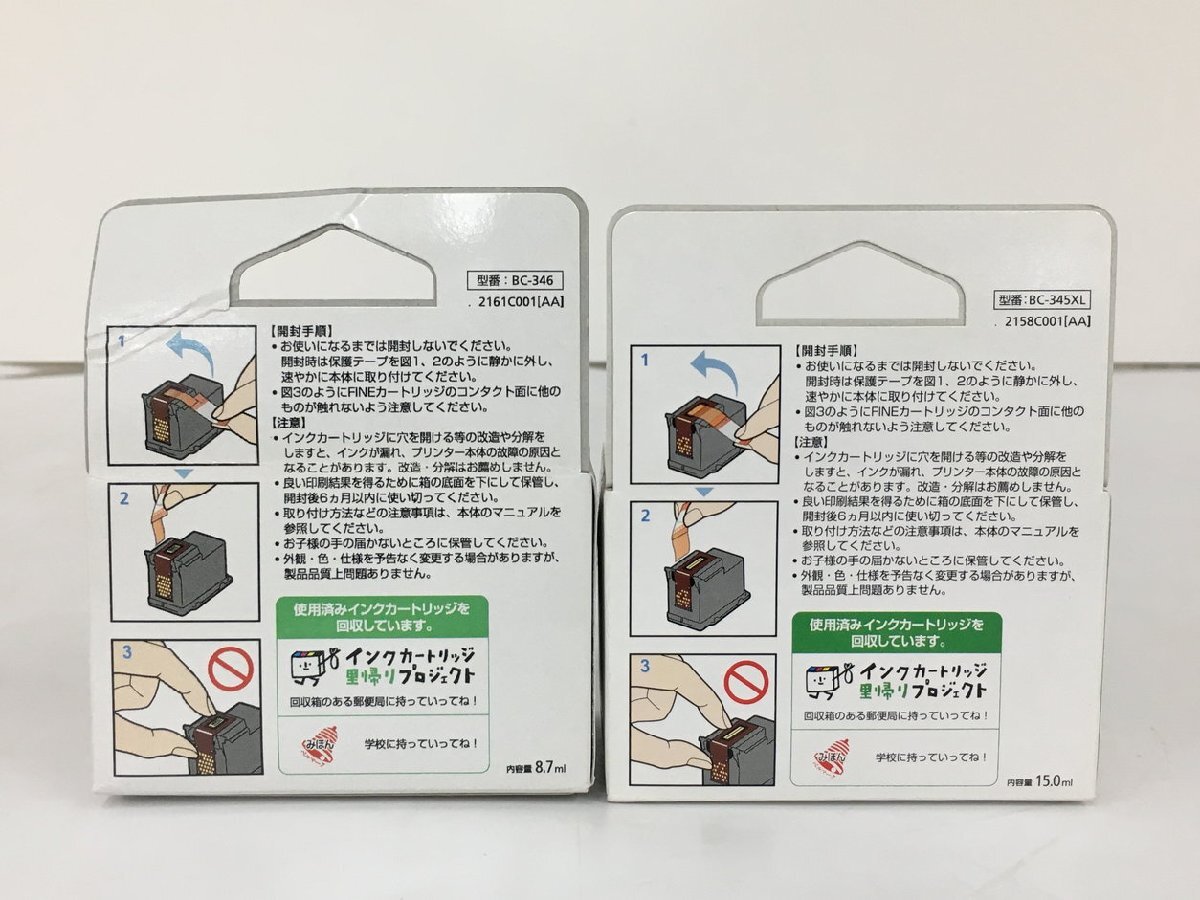 型番：BC-346
2161C001[AA]
【開封手順】
•お使いになるまでは開封しないでください。
開封時は保護テープを図1、2のように静かに外し、
速やかに本体に取り付けてください。
•図3のようにFINEカートリッジのコンタクト面に他の
ものが触れないよう注意してください。
【注意】
•インクカートリッジに穴を開ける等の改造や分解を
しますと、インクが漏れ、プリンター本体の故障の原因と
なることがあります。改造・分解はお薦めしません。
•良い印刷結果を得るために箱の底面を下にして保管し、
開封後6ヵ月以内に使い切ってください。
•取り付け方法などの注意事項は、本体のマニュアルを
参照してください。
•お子様の手の届かないところに保管してください。
•外観・色・仕様を予告なく変更する場合がありますが、
製品品質上問題ありません。
1
2
3
使用済みインクカートリッジを
回収しています。
インクカートリッジ
里帰りプロジェクト
回収箱のある郵便局に持っていってね！
みほん
ベルマーク
学校に持っていってね！
内容量 8.7ml
型番：BC-345XL
2158C001[AA]
【開封手順】
•お使いになるまでは開封しないでください。
開封時は保護テープを図1、2のように静かに外し、
速やかに本体に取り付けてください。
•図3のようにFINEカートリッジのコンタクト面に他の
ものが触れないよう注意してください。
【注意】
•インクカートリッジに穴を開ける等の改造や分解を
しますと、インクが漏れ、プリンター本体の故障の原因と
なることがあります。改造・分解はお薦めしません。
•良い印刷結果を得るために箱の底面を下にして保管し、
開封後6ヵ月以内に使い切ってください。
•取り付け方法などの注意事項は、本体のマニュアルを
参照してください。
•お子様の手の届かないところに保管してください。
•外観・色・仕様を予告なく変更する場合がありますが、
製品品質上問題ありません。
1
2
3
使用済みインクカートリッジを
回収しています。
インクカートリッジ
里帰りプロジェクト
回収箱のある郵便局に持っていってね！
みほん
ベルマーク
学校に持っていってね！
内容量 15.0ml